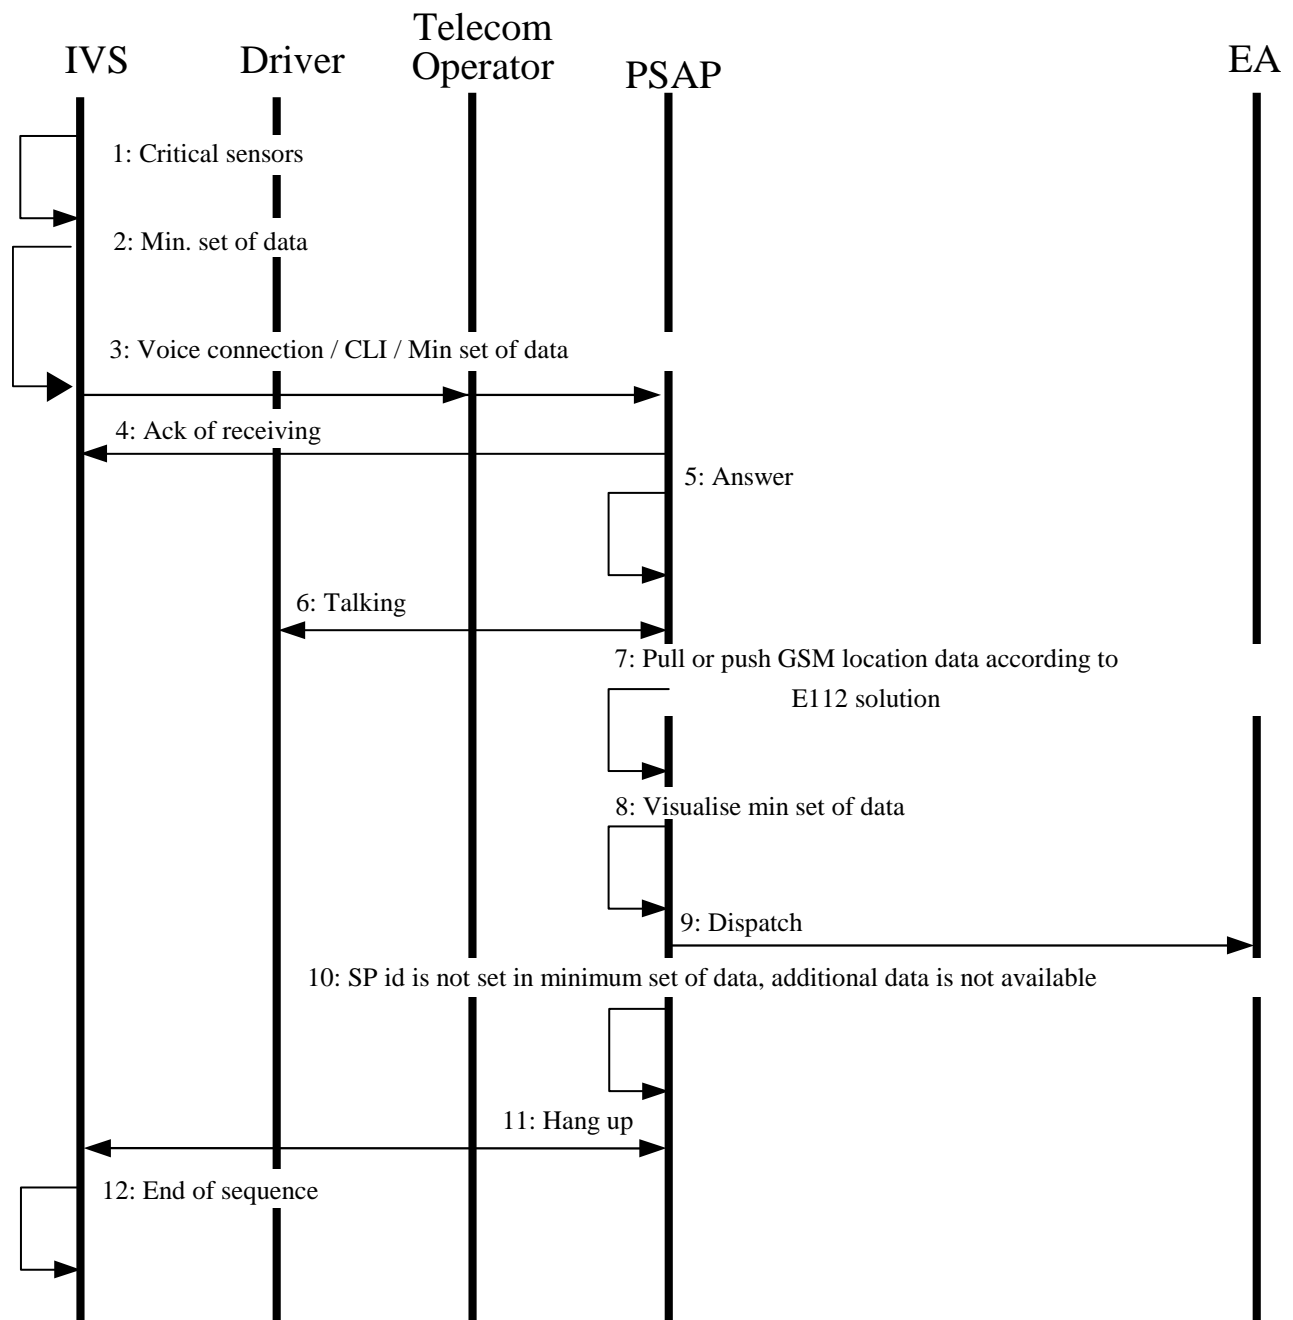 IVS
Driver
Telecom
Operator
PSAP
EA
1: Critical sensors
2: Min. set of data
3: Voice connection / CLI / Min set of data
4: Ack of receiving
5: Answer
6: Talking
7: Pull or push GSM location data according to
E112 solution
8: Visualise min set of data
9: Dispatch
10: SP id is not set in minimum set of data, additional data is not available
11: Hang up
12: End of sequence